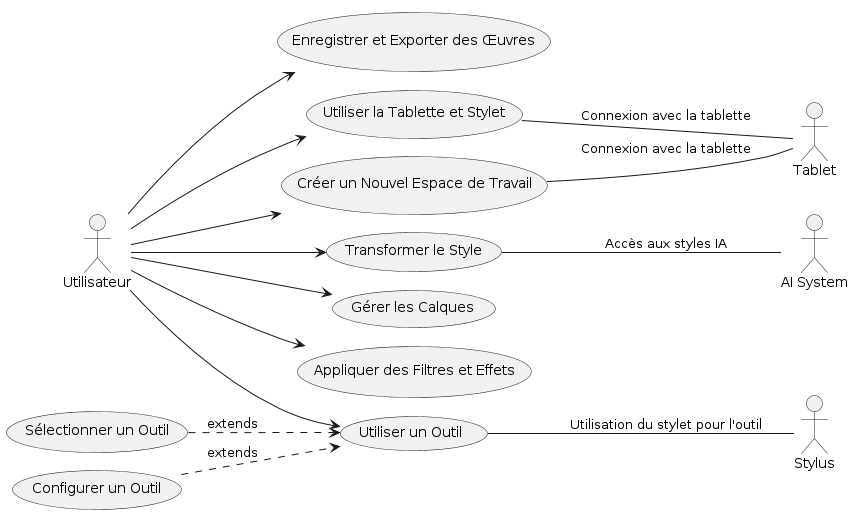 Enregistrer et Exporter des Œuvres
Utiliser la Tablette et Stylet
Connexion avec la tablette
Connexion avec la tablette
Tablet
Créer un Nouvel Espace de Travail
Transformer le Style
Accès aux styles IA
Utilisateur
AI System
Gérer les Calques
Appliquer des Filtres et Effets
Sélectionner un Outil
extends
Utiliser un Outil
Utilisation du stylet pour l'outil
extends
Stylus
Configurer un Outil